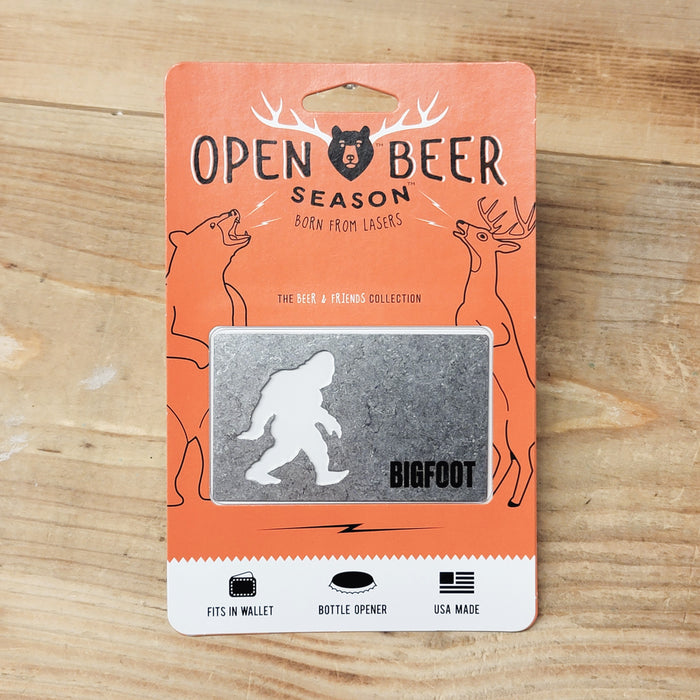 OPEN BEER
SEASON™
BORN FROM LASERS
THE BEER & FRIENDS COLLECTION
BIGFOOT
FITS IN WALLET BOTTLE OPENER USA MADE